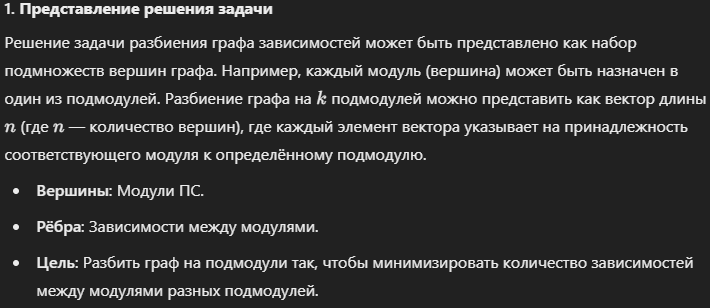 1. Представление решения задачи
Решение задачи разбиения графа зависимостей может быть представлено как набор
подмножеств вершин графа. Например, каждый модуль (вершина) может быть назначен в
один из подмодулей. Разбиение графа на k подмодулей можно представить как вектор длины
n (где n — количество вершин), где каждый элемент вектора указывает на принадлежность
соответствующего модуля к определённому подмодулю.
• Вершины: Модули ПС.
• Рёбра: Зависимости между модулями.
• Цель: Разбить граф на подмодули так, чтобы минимизировать количество зависимостей
между модулями разных подмодулей.